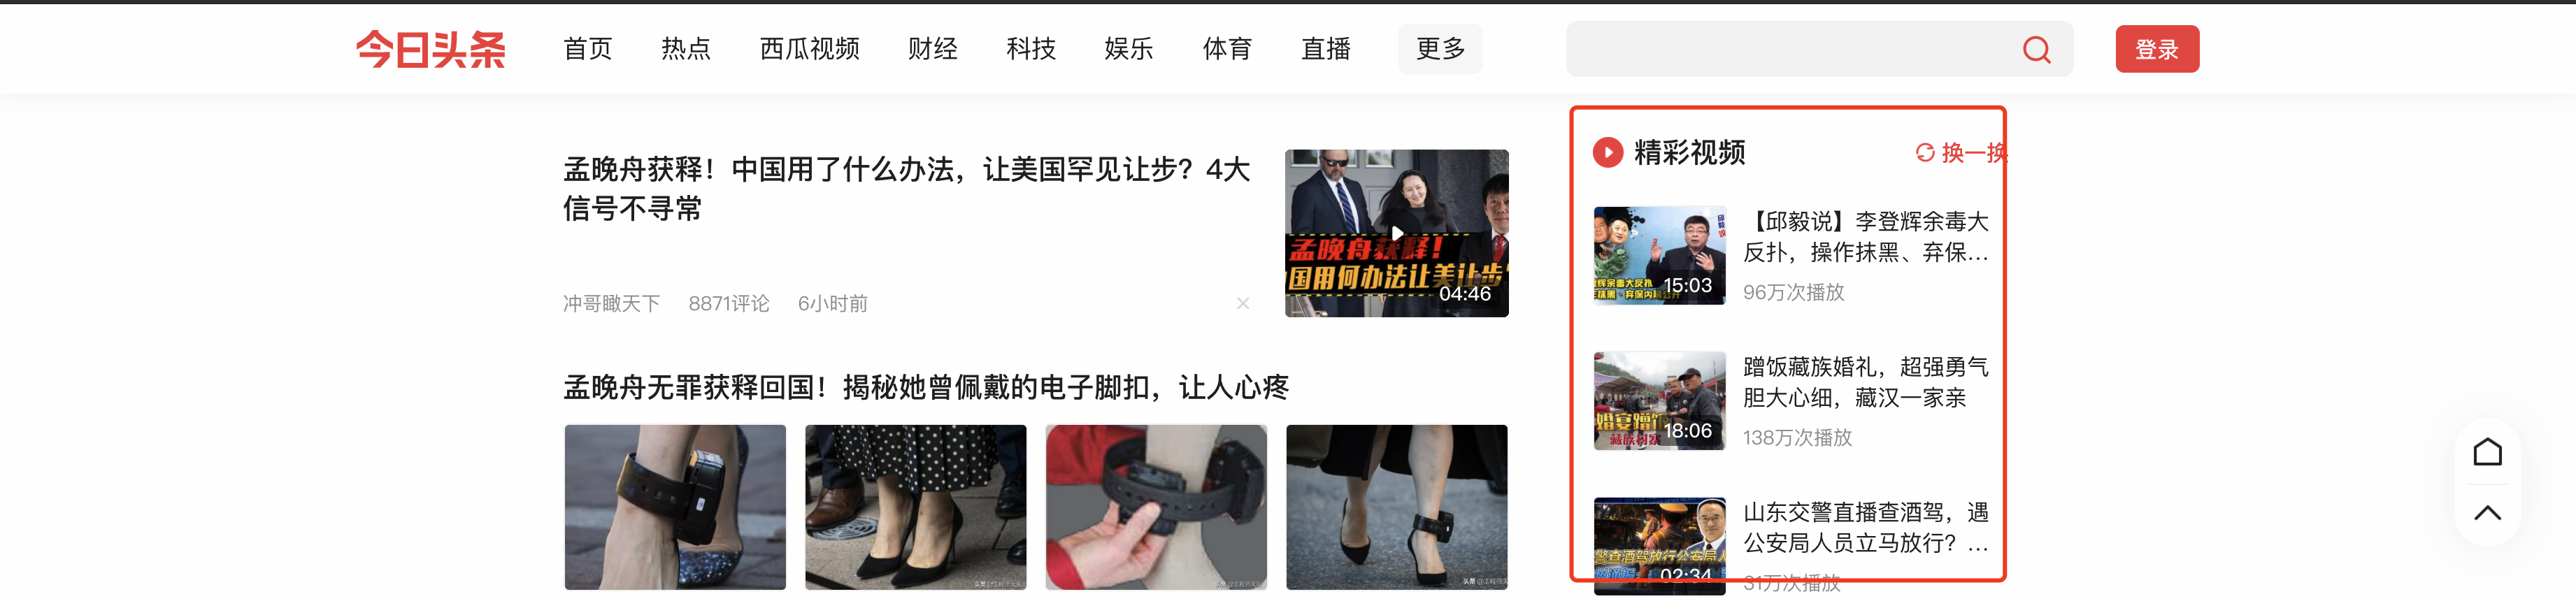 今日头条
首页
热点
西瓜视频
财经
科技
娱乐
体育
直播
更多
登录
孟晚舟获释！中国用了什么办法，让美国罕见让步？4大
信号不寻常
冲哥瞰天下 8871评论 6小时前
孟晚舟获释！
国用何办法让美让步
04:46
孟晚舟无罪获释回国！揭秘她曾佩戴的电子脚扣，让人心疼
精彩视频
换一换
15:03
【邱毅说】李登辉余毒大
反扑，操作抹黑、弃保...
96万次播放
18:06
蹭饭藏族婚礼，超强勇气
胆大心细，藏汉一家亲
138万次播放
02:34
山东交警直播查酒驾，遇
公安局人员立马放行？...
31万次播放